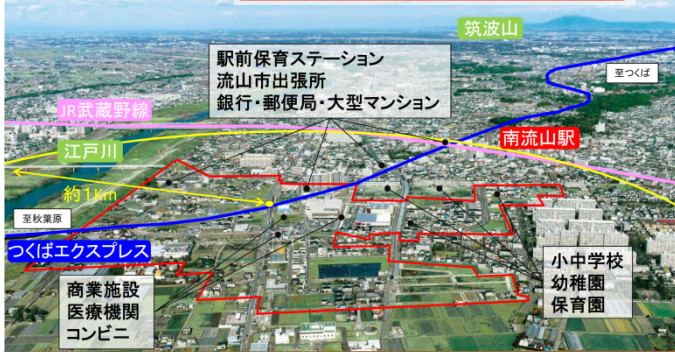 筑波山
駅前保育ステーション
流山市出張所
銀行・郵便局・大型マンション
至つくば
JR武蔵野線
南流山駅
江戸川
約1Km
至秋葉原
つくばエクスプレス
商業施設
医療機関
コンビニ
小中学校
幼稚園
保育園